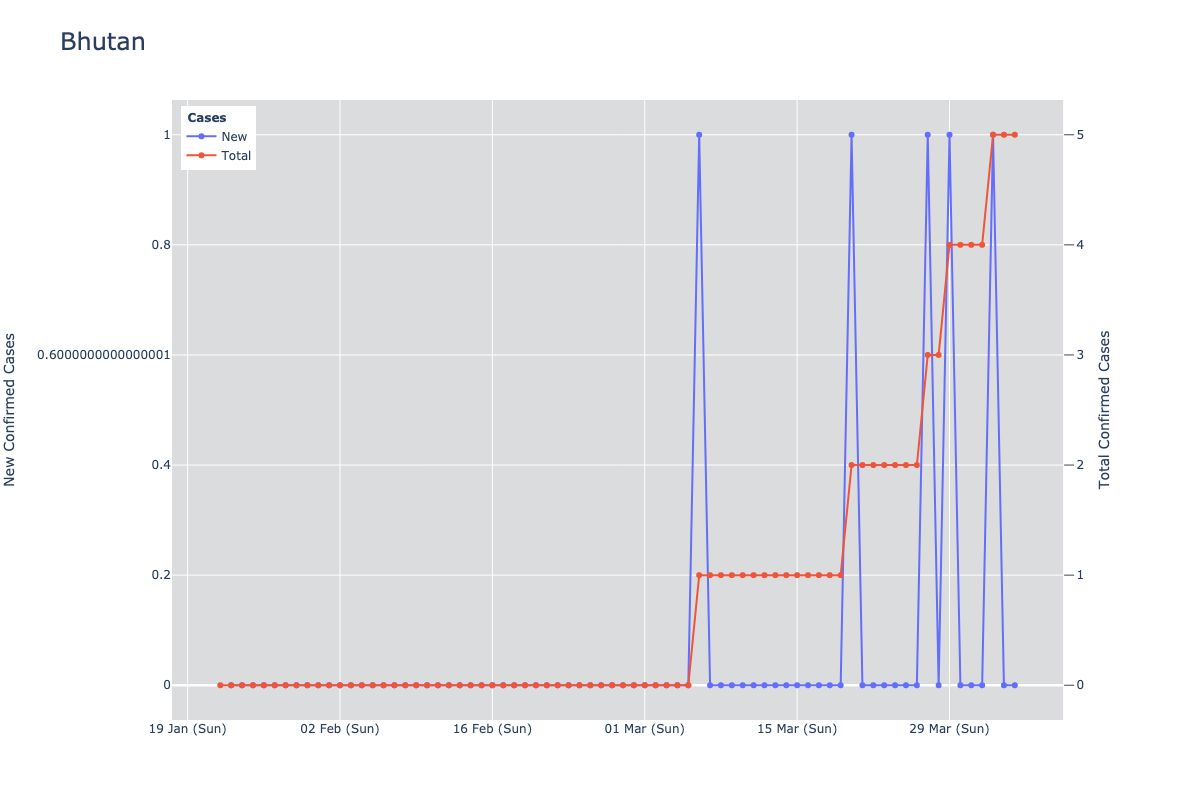 Bhutan
Cases
New
Total
1
0.8
0.6000000000000001
0.4
0.2
0
New Confirmed Cases
5
4
3
2
1
0
Total Confirmed Cases
19 Jan (Sun)
02 Feb (Sun)
16 Feb (Sun)
01 Mar (Sun)
15 Mar (Sun)
29 Mar (Sun)